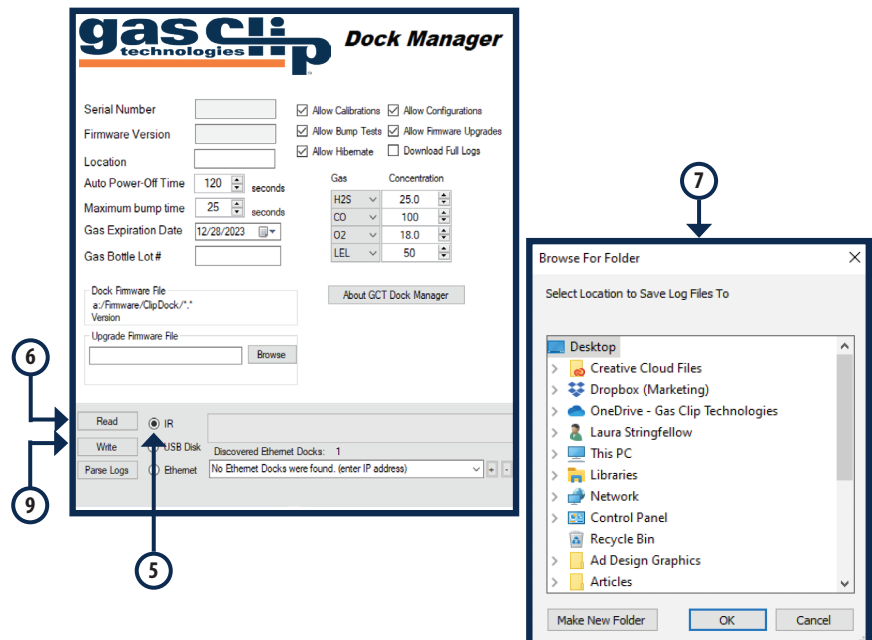 gas clip
technologies
Dock Manager
Serial Number
Firmware Version
Location
Auto Power-Off Time 120 seconds
Maximum bump time 25 seconds
Gas Expiration Date 12/28/2023
Gas Bottle Lot #
Allow Calibrations Allow Configurations
Allow Bump Tests Allow Firmware Upgrades
Allow Hibernate Download Full Logs
Gas Concentration
H2S 25.0
CO 100
O2 18.0
LEL 50
Dock Firmware File
a:/Firmware/ClipDock/*.*
Version
About GCT Dock Manager
Upgrade Firmware File
Browse
6
Read IR
Write USB Disk Discovered Ethernet Docks: 1
Parse Logs Ethernet No Ethernet Docks were found. (enter IP address) + -
9
5
7
Browse For Folder
Select Location to Save Log Files To
Desktop
Creative Cloud Files
Dropbox (Marketing)
OneDrive - Gas Clip Technologies
Laura Stringfellow
This PC
Libraries
Network
Control Panel
Recycle Bin
Ad Design Graphics
Articles
Make New Folder OK Cancel